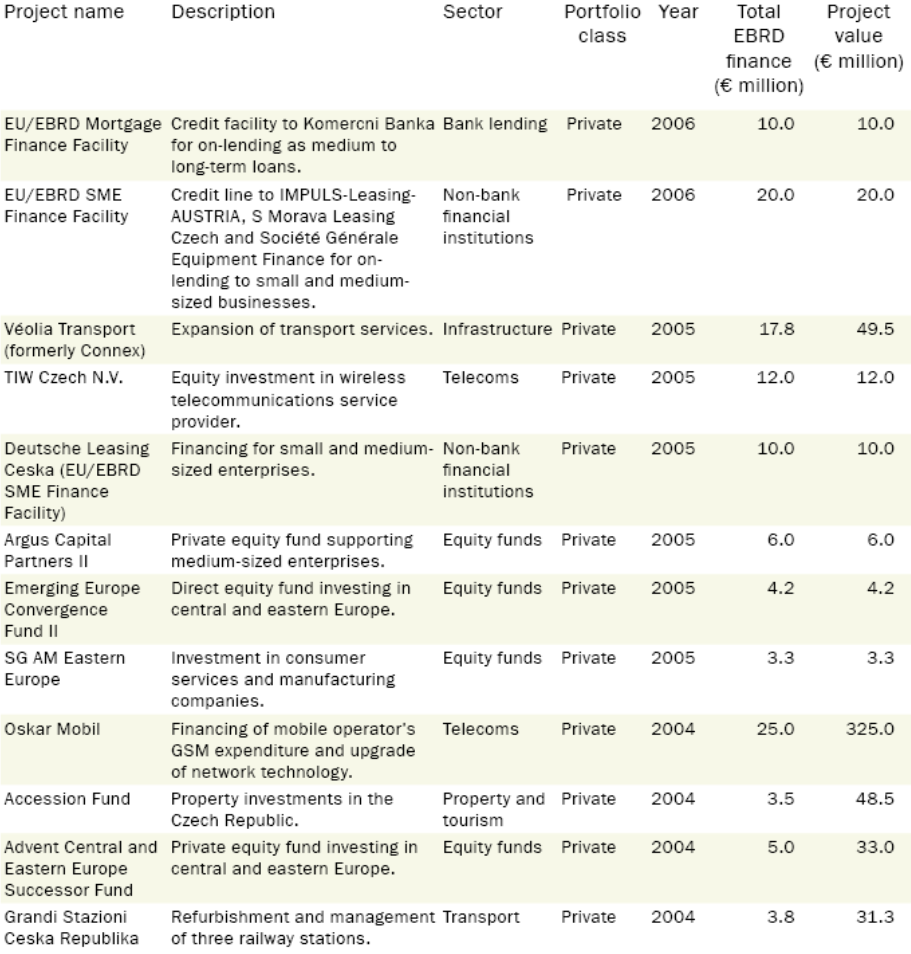 Project name Description Sector Portfolio Year Total Project
class EBRD value
finance (€ million)
(€ million)
EU/EBRD Mortgage Credit facility to Komercni Banka Bank lending Private 2006 10.0 10.0
Finance Facility for on-lending as medium to
long-term loans.
EU/EBRD SME Credit line to IMPULS-Leasing- Non-bank Private 2006 20.0 20.0
Finance Facility AUSTRIA, S Morava Leasing financial
Czech and Société Générale institutions
Equipment Finance for on-
lending to small and medium-
sized businesses.
Véolia Transport Expansion of transport services. Infrastructure Private 2005 17.8 49.5
(formerly Connex)
TIW Czech N.V. Equity investment in wireless Telecoms Private 2005 12.0 12.0
telecommunications service
provider.
Deutsche Leasing Financing for small and medium- Non-bank Private 2005 10.0 10.0
Ceska (EU/EBRD sized enterprises. financial
SME Finance institutions
Facility)
Argus Capital Private equity fund supporting Equity funds Private 2005 6.0 6.0
Partners II medium-sized enterprises.
Emerging Europe Direct equity fund investing in Equity funds Private 2005 4.2 4.2
Convergence central and eastern Europe.
Fund II
SG AM Eastern Investment in consumer Equity funds Private 2005 3.3 3.3
Europe services and manufacturing
companies.
Oskar Mobil Financing of mobile operator's Telecoms Private 2004 25.0 325.0
GSM expenditure and upgrade
of network technology.
Accession Fund Property investments in the Property and Private 2004 3.5 48.5
Czech Republic. tourism
Advent Central and Private equity fund investing in Equity funds Private 2004 5.0 33.0
Eastern Europe central and eastern Europe.
Successor Fund
Grandi Stazioni Refurbishment and management Transport Private 2004 3.8 31.3
Ceska Republika of three railway stations.